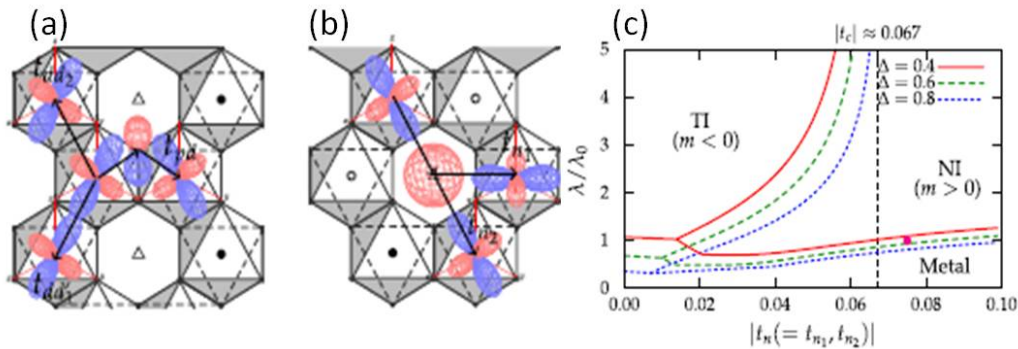 (a)
(b)
(c)
t_{dd_2}
t_{pd}
t_{dd_1}
t_{n_1}
t_{n_2}
|t_c| ≈ 0.067
5
4
3
2
1
0
λ/λ_0
Δ = 0.4
Δ = 0.6
Δ = 0.8
TI
(m < 0)
NI
(m > 0)
Metal
0.00 0.02 0.04 0.06 0.08 0.10
|t_n(= t_{n_1}, t_{n_2})|